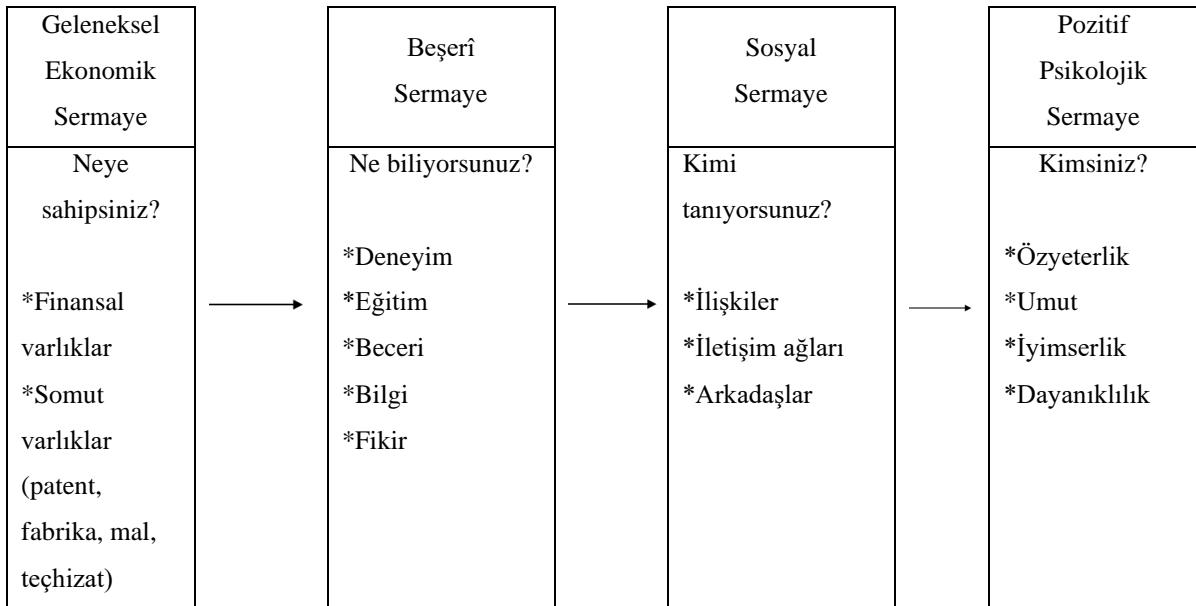 Geleneksel
Ekonomik
Sermaye
Neye
sahipsiniz?
*Finansal
varlıklar
*Somut
varlıklar
(patent,
fabrika, mal,
teçhizat)
Beşerî
Sermaye
Ne biliyorsunuz?
*Deneyim
*Eğitim
*Beceri
*Bilgi
*Fikir
Sosyal
Sermaye
Kimi
tanıyorsunuz?
*İlişkiler
*İletişim ağları
*Arkadaşlar
Pozitif
Psikolojik
Sermaye
Kimsiniz?
*Özyeterlik
*Umut
*İyimserlik
*Dayanıklılık